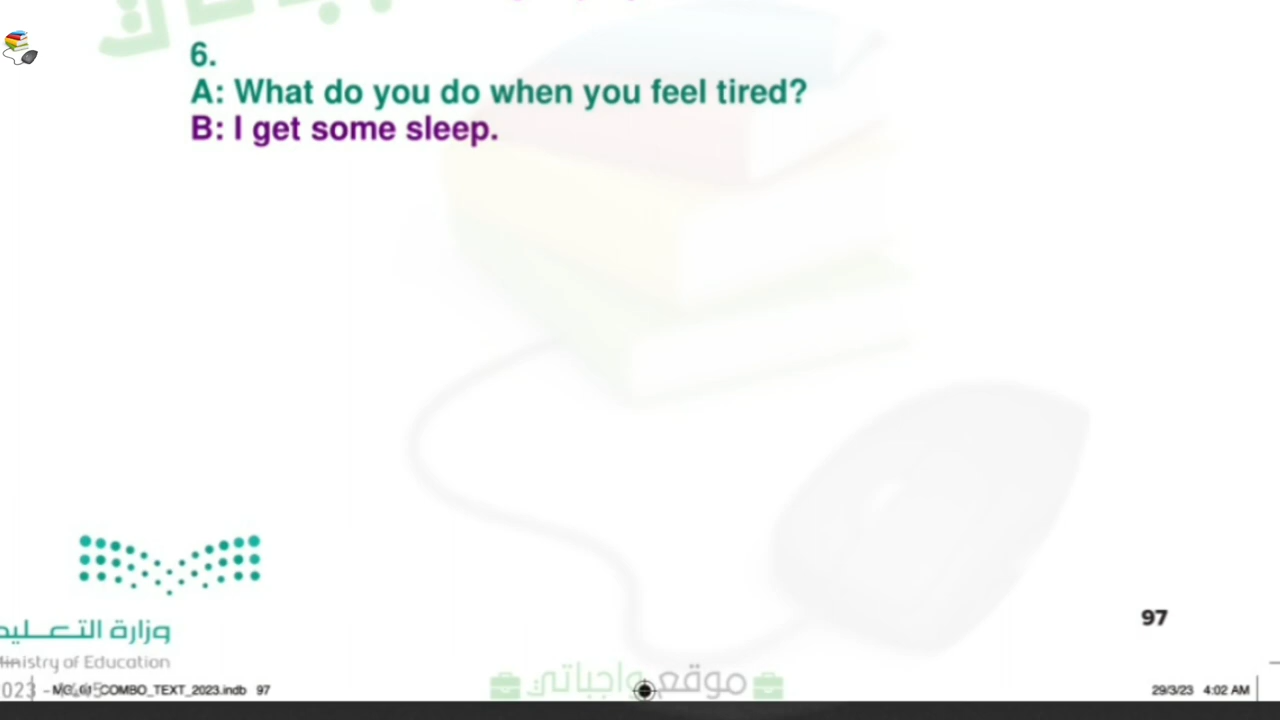 6.
A: What do you do when you feel tired?
B: I get some sleep.
وزارة التعليم
Ministry of Education
97
موقع واجباتي
COMBO_TEXT_2023.indb 97
29/3/23 4:02 AM